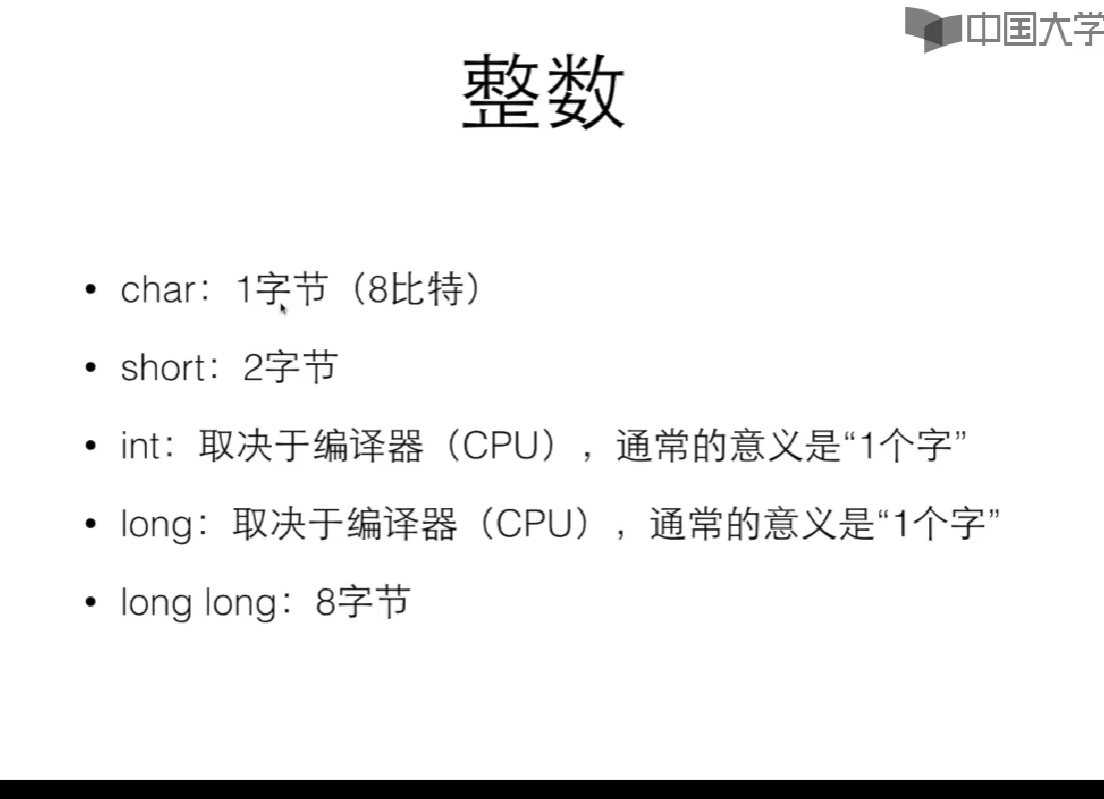 中国大学
整数
• char：1字节（8比特）
• short：2字节
• int：取决于编译器（CPU），通常的意义是“1个字”
• long：取决于编译器（CPU），通常的意义是“1个字”
• long long：8字节